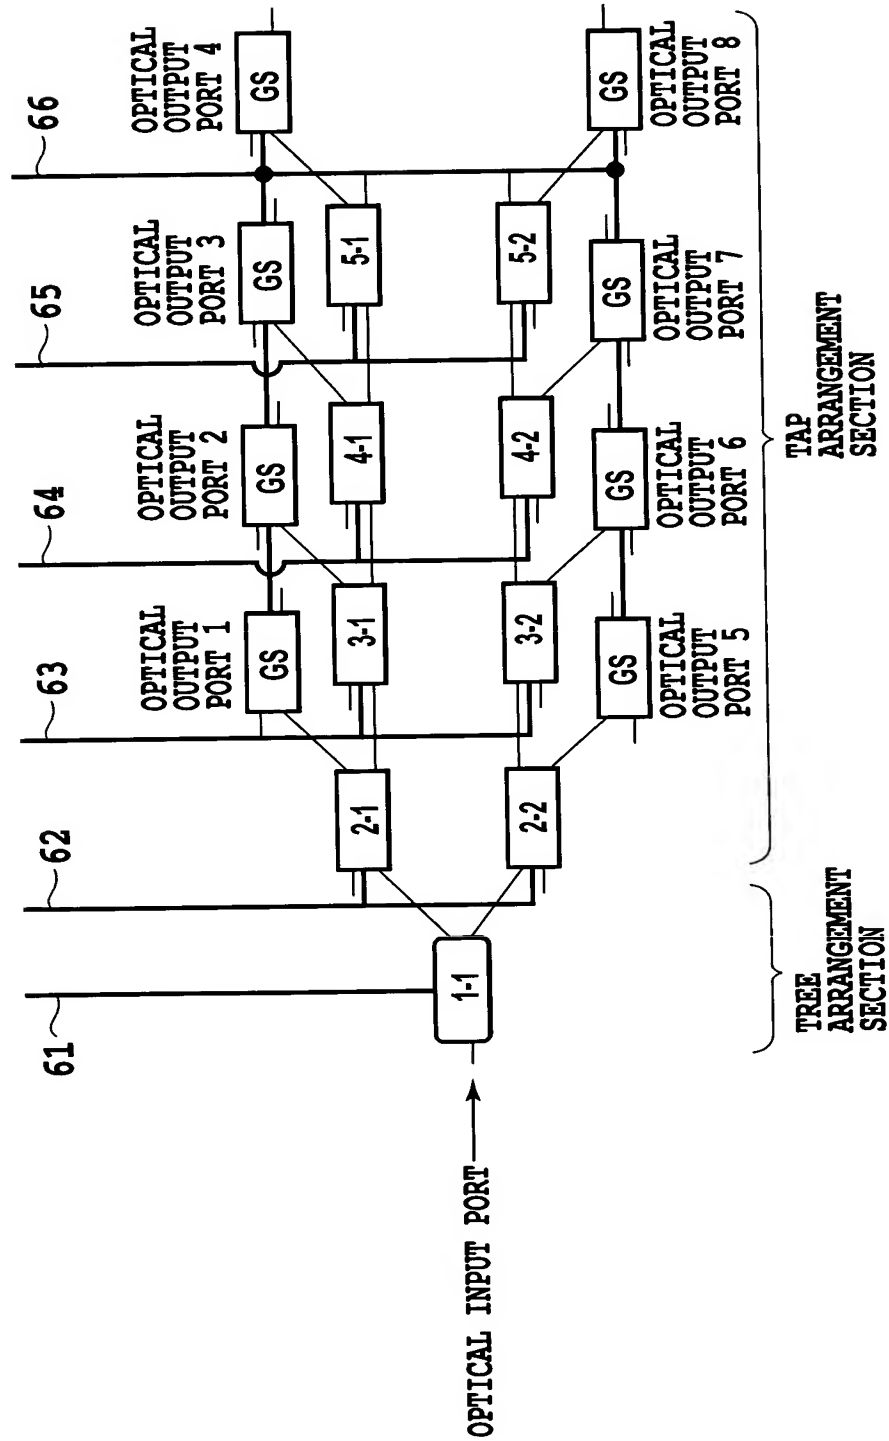 61
62
63
64
65
66
OPTICAL
OUTPUT
PORT 1
OPTICAL
OUTPUT
PORT 2
OPTICAL
OUTPUT
PORT 3
OPTICAL
OUTPUT
PORT 4
GS
GS
GS
GS
2-1
3-1
4-1
5-1
OPTICAL INPUT PORT
1-1
2-2
3-2
4-2
5-2
GS
GS
GS
GS
OPTICAL
OUTPUT
PORT 5
OPTICAL
OUTPUT
PORT 6
OPTICAL
OUTPUT
PORT 7
OPTICAL
OUTPUT
PORT 8
TREE
ARRANGEMENT
SECTION
TAP
ARRANGEMENT
SECTION